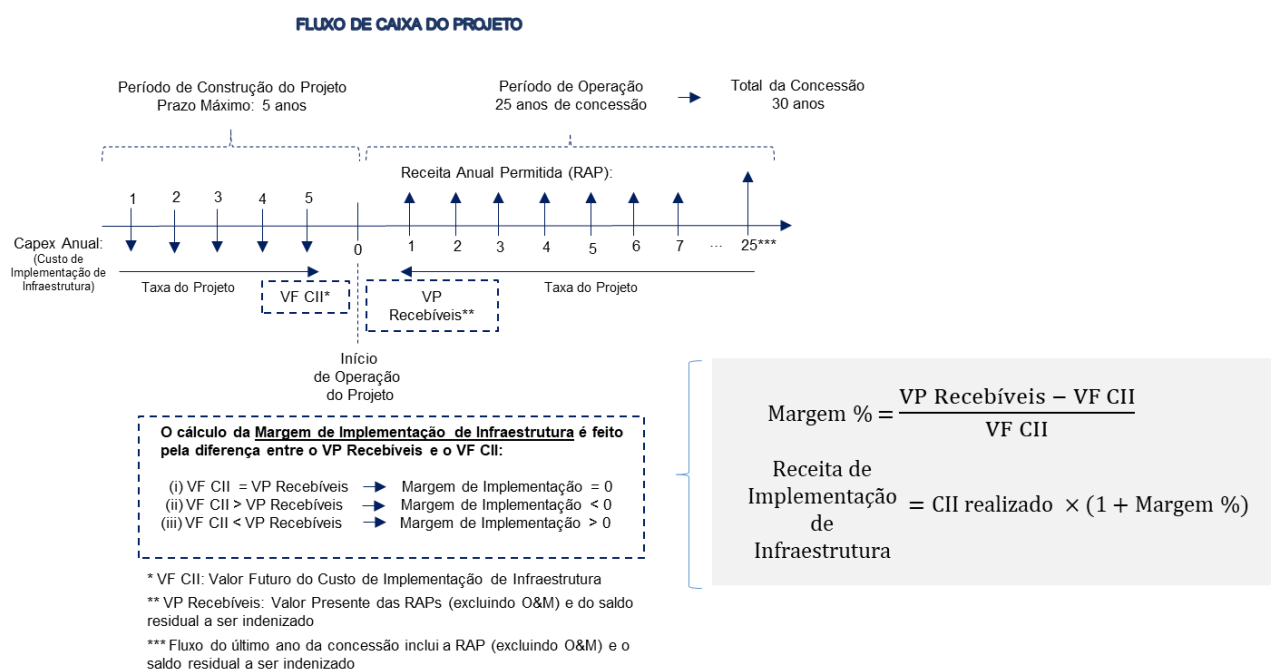 FLUXO DE CAIXA DO PROJETO
Período de Construção do Projeto
Prazo Máximo: 5 anos
Período de Operação
25 anos de concessão
Total da Concessão
30 anos
Receita Anual Permitida (RAP):
1 2 3 4 5
Capex Anual:
(Custo de
Implementação de
Infraestrutura)
0 1 2 3 4 5 6 7 ... 25***
Taxa do Projeto
VF CII*
VP
Recebíveis**
Taxa do Projeto
Início
de Operação
do Projeto
O cálculo da Margem de Implementação de Infraestrutura é feito
pela diferença entre o VP Recebíveis e o VF CII:
(i) VF CII = VP Recebíveis Margem de Implementação = 0
(ii) VF CII > VP Recebíveis Margem de Implementação < 0
(iii) VF CII < VP Recebíveis Margem de Implementação > 0
* VF CII: Valor Futuro do Custo de Implementação de Infraestrutura
** VP Recebíveis: Valor Presente das RAPs (excluindo O&M) e do saldo
residual a ser indenizado
*** Fluxo do último ano da concessão inclui a RAP (excluindo O&M) e o
saldo residual a ser indenizado
Margem % =
VP Recebíveis − VF CII
VF CII
Receita de
Implementação
de
Infraestrutura
= CII realizado × (1 + Margem %)